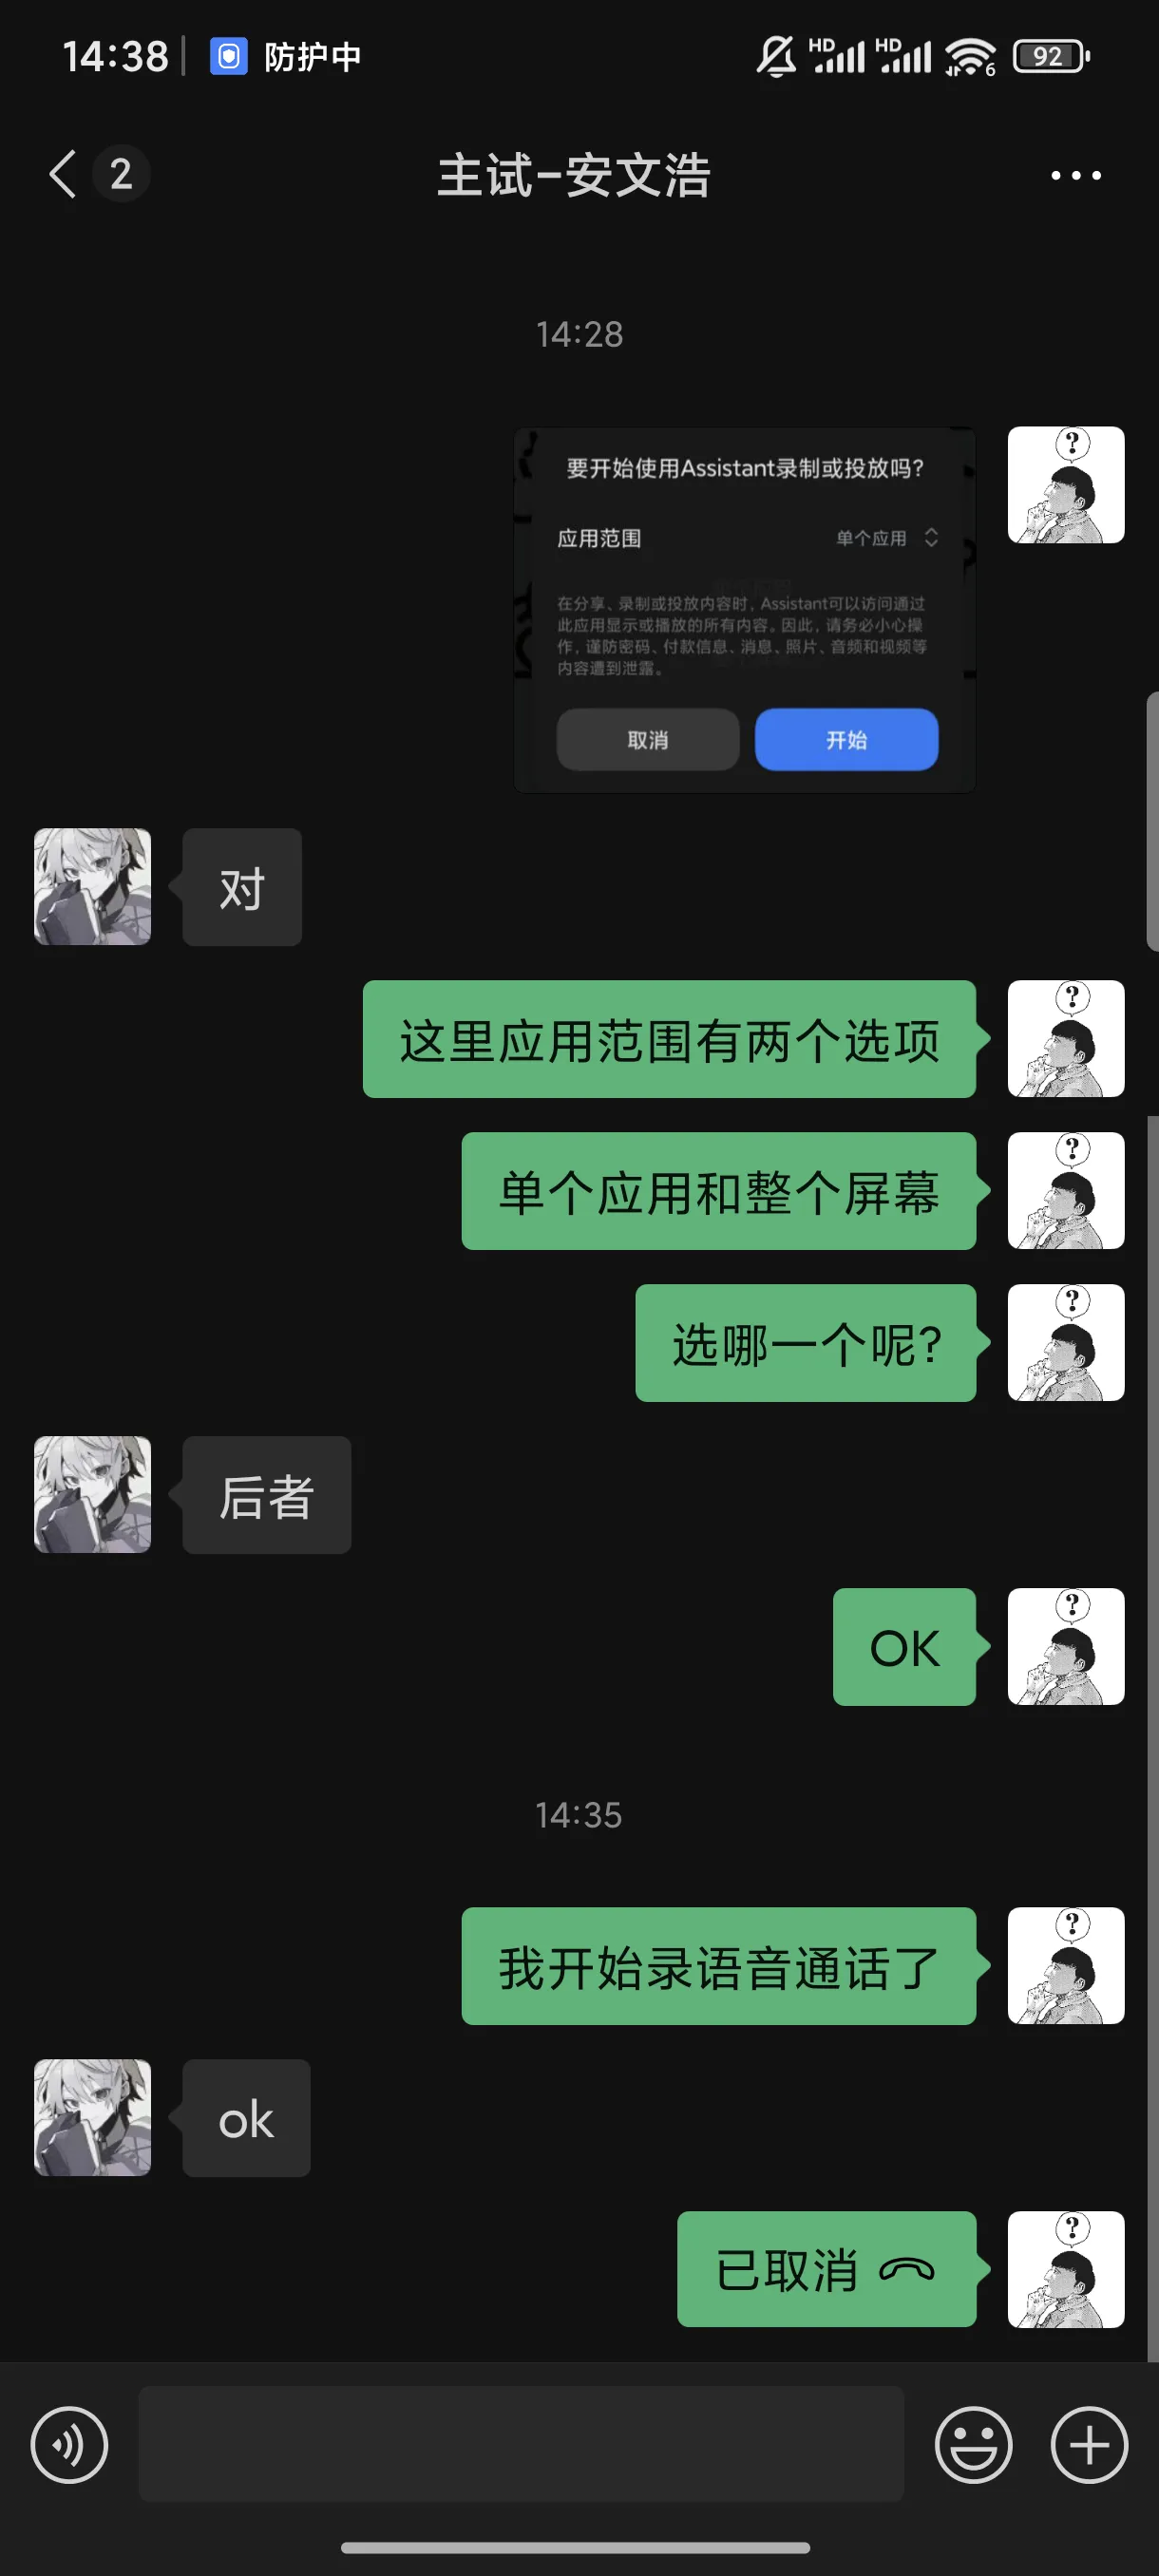 14:38
防护中
HD
HD
6
92
2
主试-安文浩
14:28
?
要开始使用Assistant录制或投放吗?
应用范围
单个应用
在分享、录制或投放内容时, Assistant可以访问通过
此应用显示或播放的所有内容。因此, 请务必小心操
作, 谨防密码、付款信息、消息、照片、音频和视频等
内容遭到泄露。
取消
开始
对
这里应用范围有两个选项
?
单个应用和整个屏幕
?
选哪一个呢?
?
后者
OK
?
14:35
我开始录语音通话了
?
ok
已取消
?